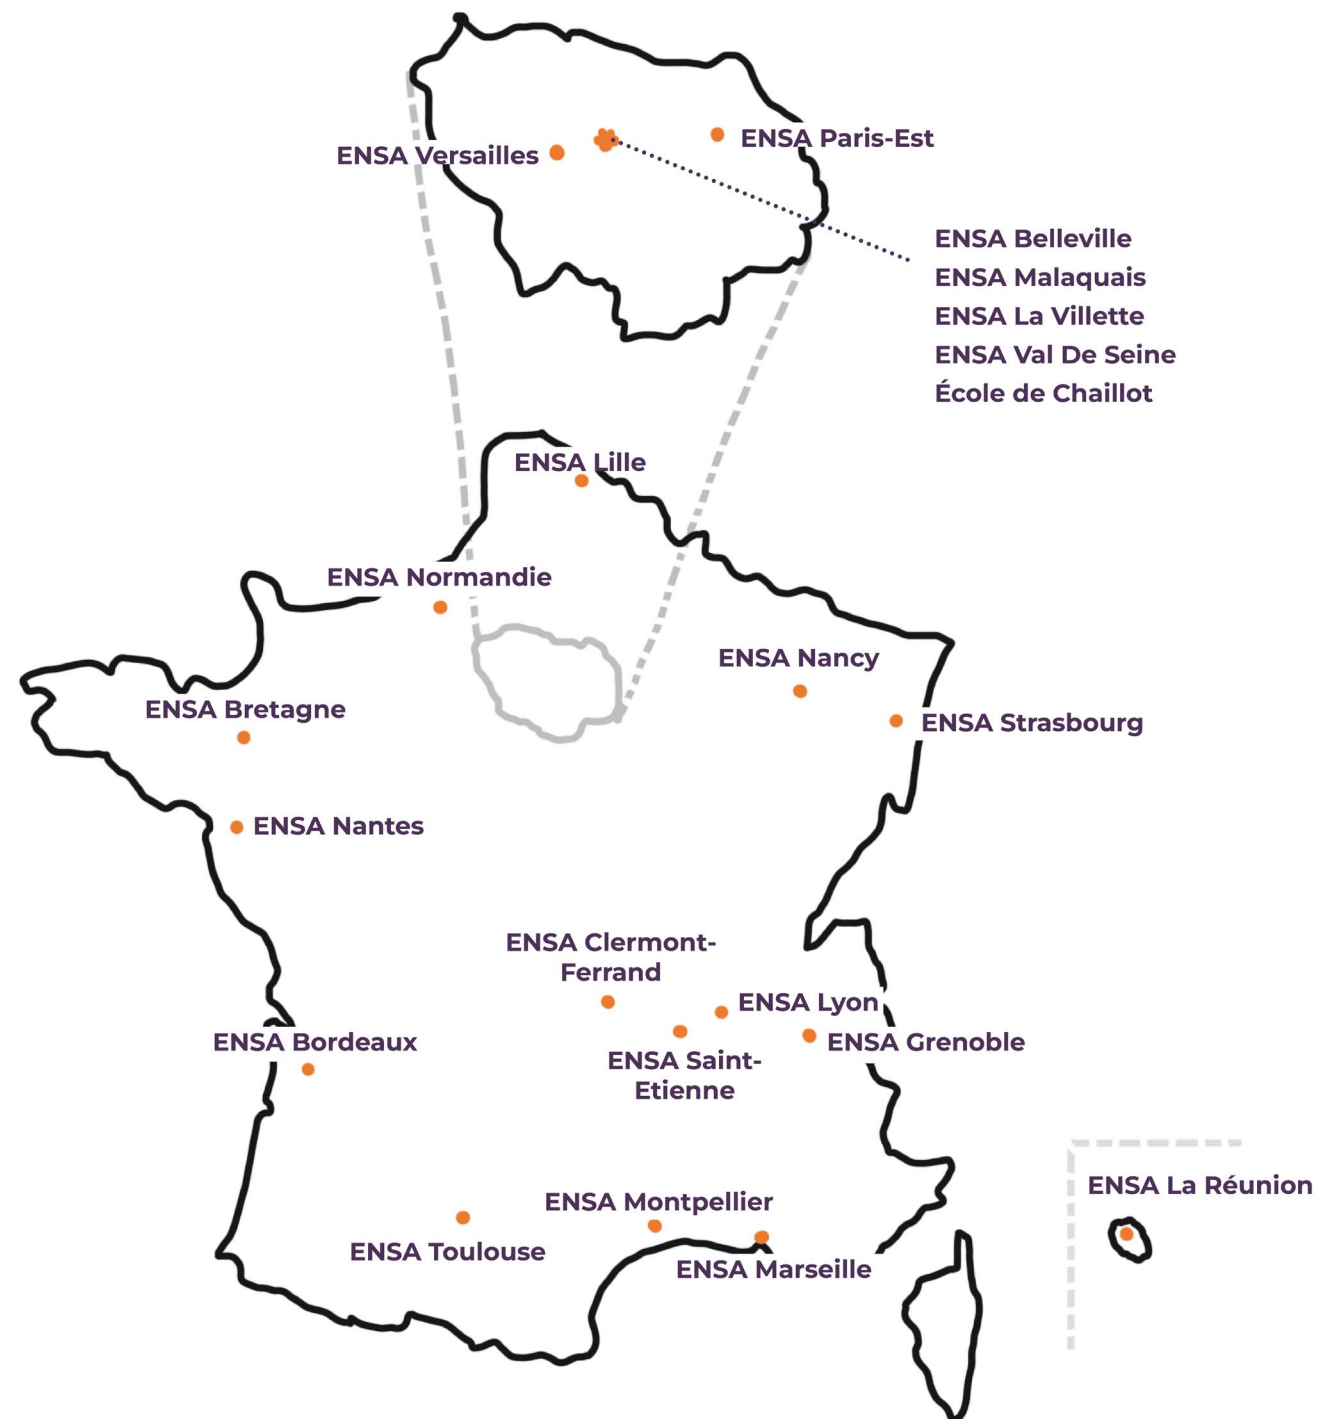 ENSA Paris-Est
ENSA Versailles
ENSA Belleville
ENSA Malaquais
ENSA La Villette
ENSA Val De Seine
École de Chaillot
ENSA Lille
ENSA Normandie
ENSA Nancy
ENSA Bretagne
ENSA Strasbourg
ENSA Nantes
ENSA Clermont-
Ferrand
ENSA Lyon
ENSA Bordeaux
ENSA Grenoble
ENSA Saint-
Etienne
ENSA La Réunion
ENSA Montpellier
ENSA Toulouse
ENSA Marseille